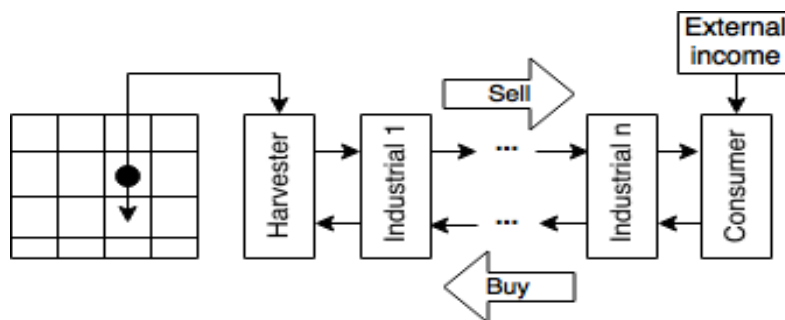 External
income
Sell
Harvester
Industrial 1
...
...
Industrial n
Consumer
Buy